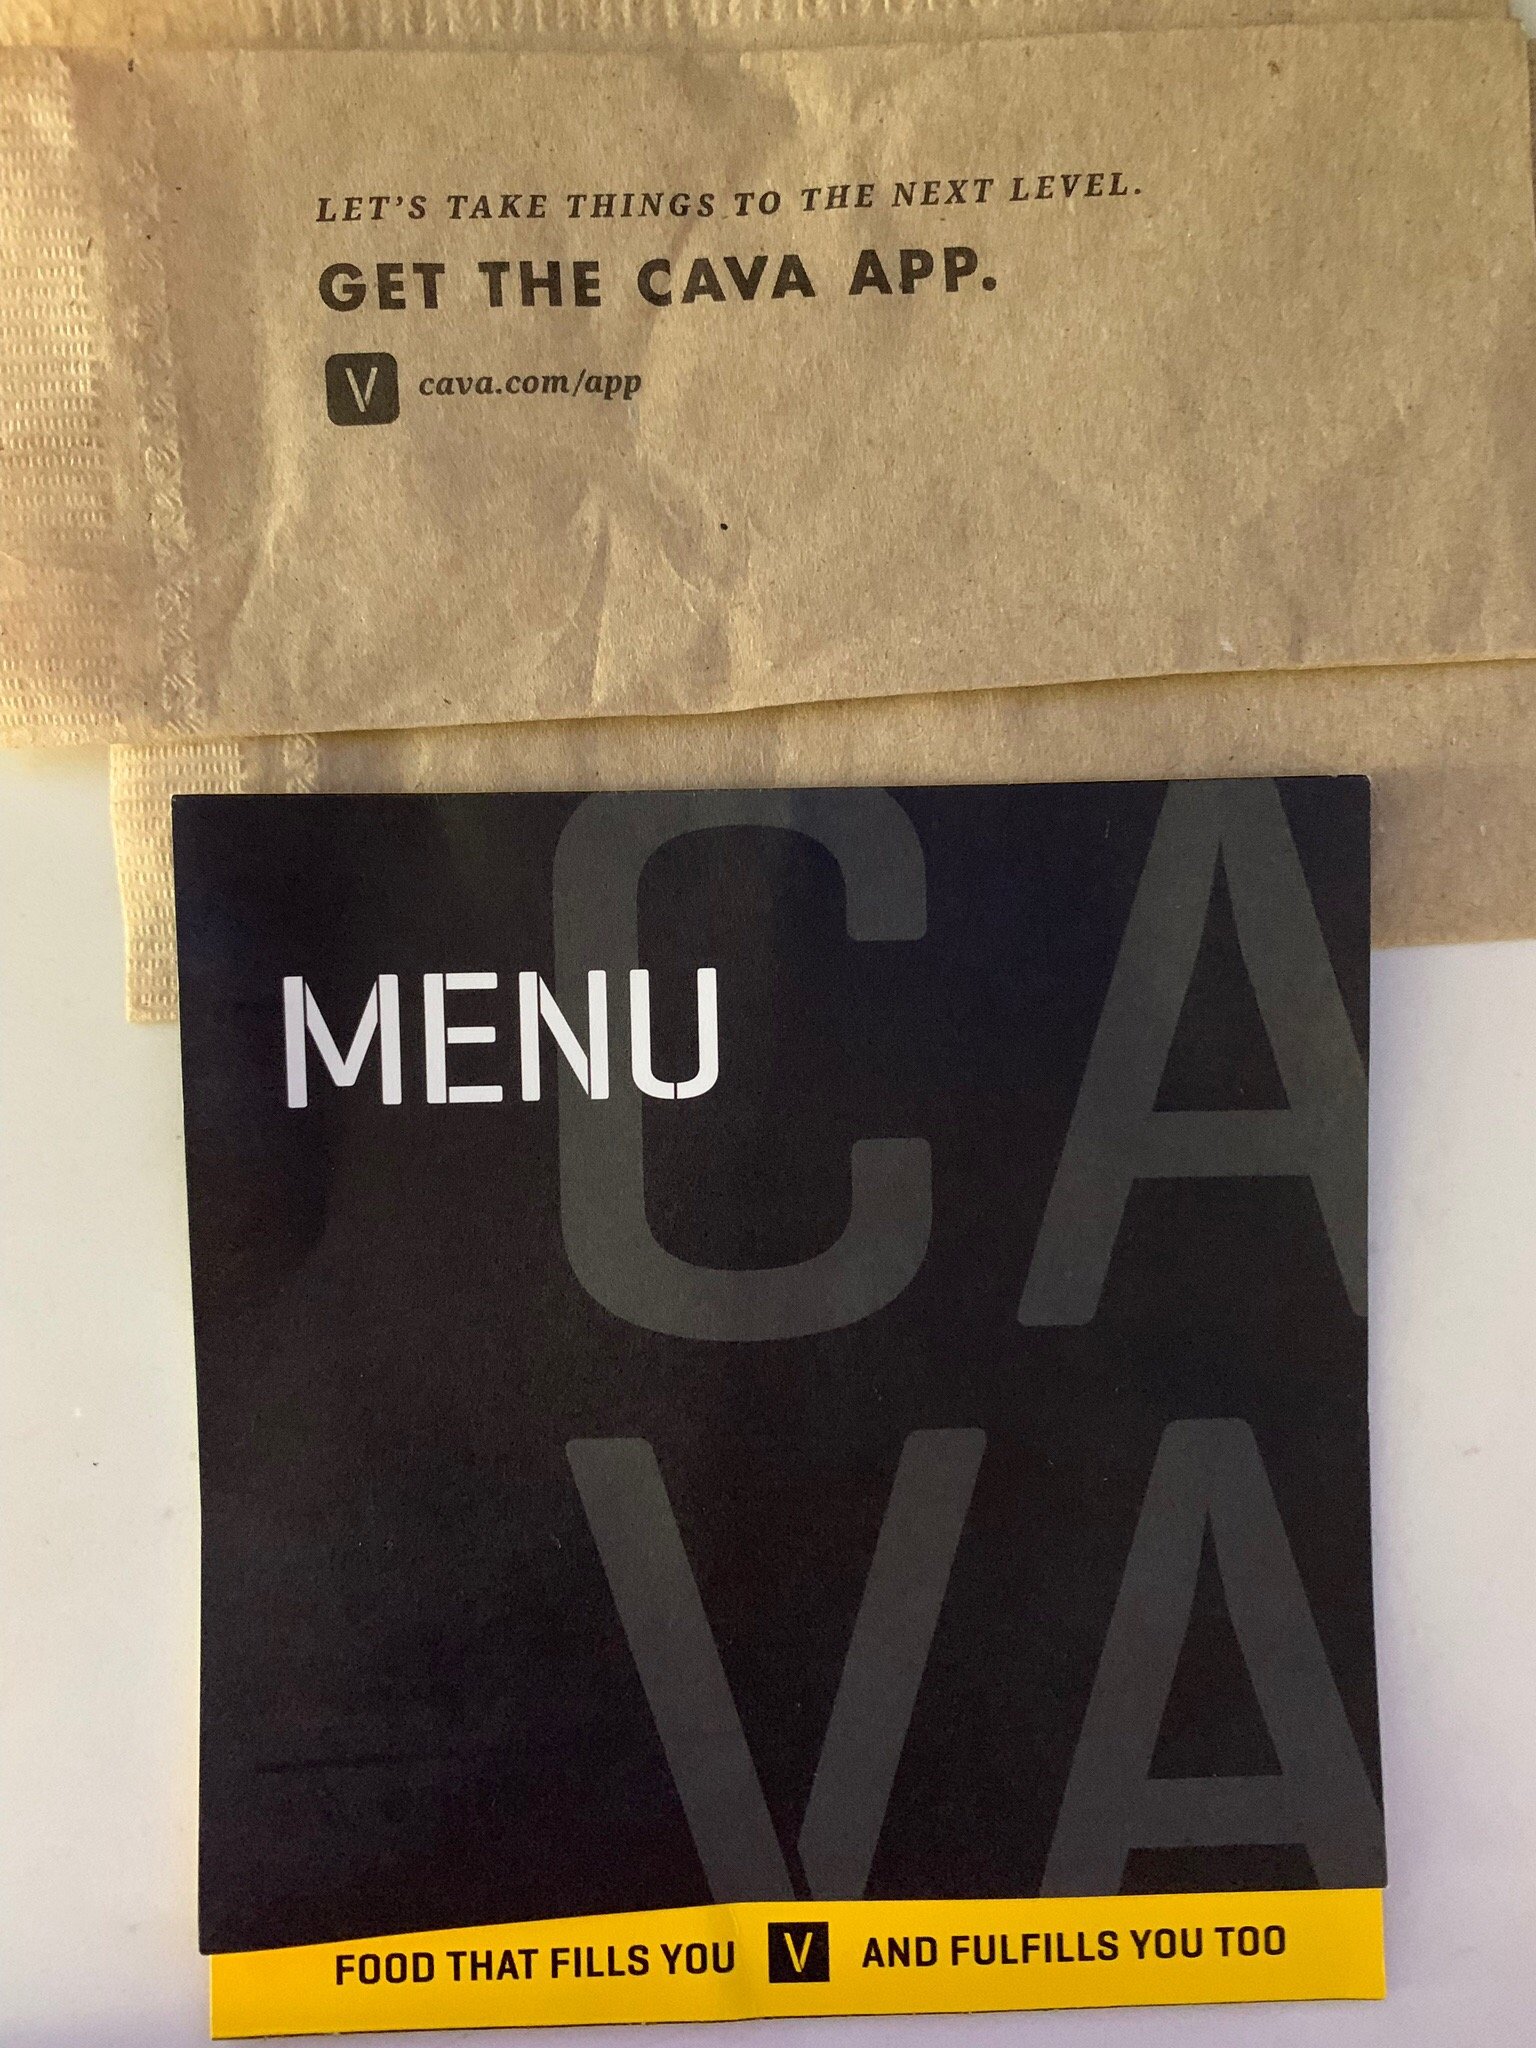 LET'S TAKE THINGS TO THE NEXT LEVEL.
GET THE CAVA APP.
V cava.com/app
MENU
CA
VA
FOOD THAT FILLS YOU V AND FULFILLS YOU TOO